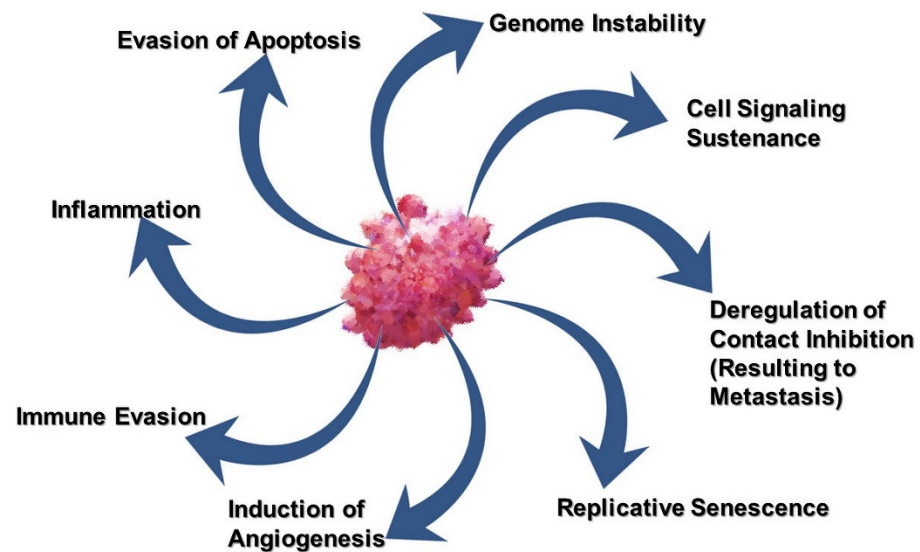 Genome Instability
Evasion of Apoptosis
Cell Signaling
Sustenance
Inflammation
Deregulation of
Contact Inhibition
(Resulting to
Metastasis)
Immune Evasion
Induction of
Angiogenesis
Replicative Senescence